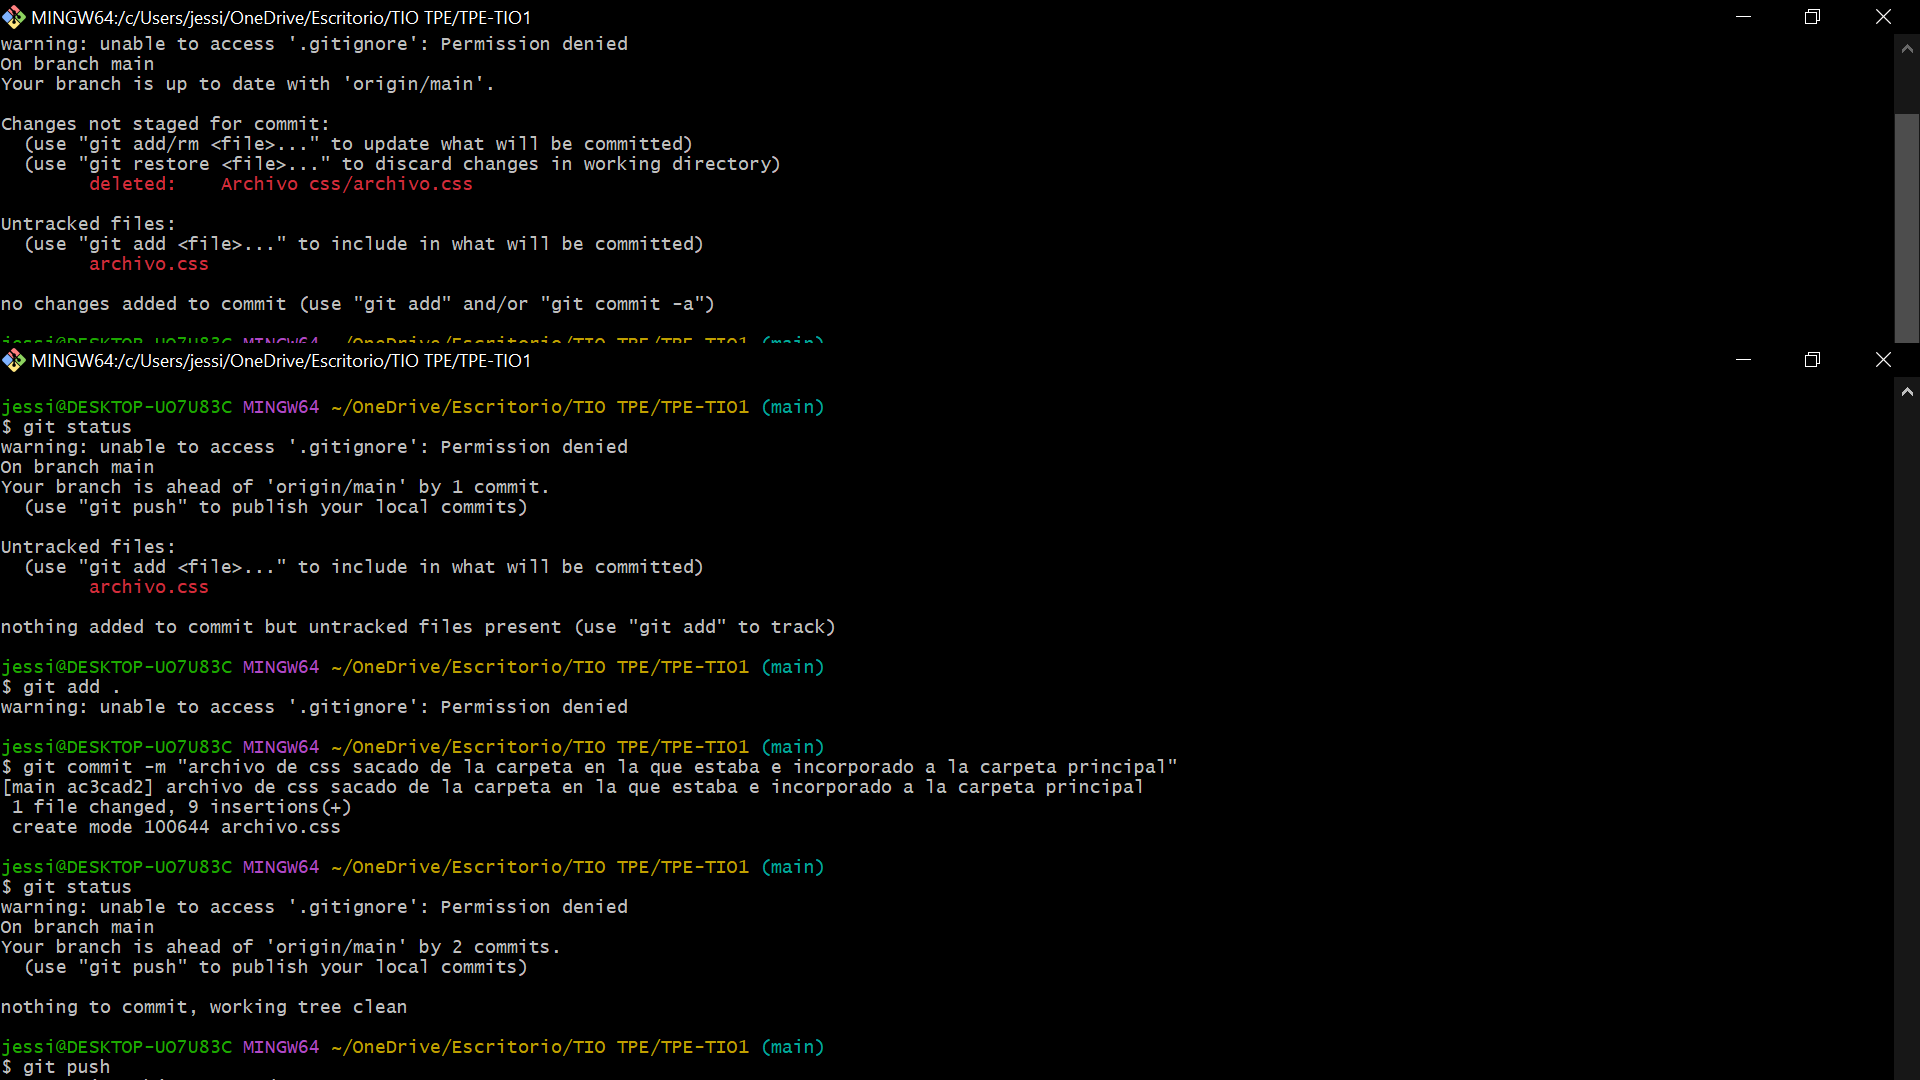 MINGW64:/c/Users/jessi/OneDrive/Escritorio/TIO TPE/TPE-TIO1
warning: unable to access '.gitignore': Permission denied
On branch main
Your branch is up to date with 'origin/main'.
Changes not staged for commit:
(use "git add/rm <file>..." to update what will be committed)
(use "git restore <file>..." to discard changes in working directory)
deleted:    Archivo css/archivo.css
Untracked files:
(use "git add <file>..." to include in what will be committed)
archivo.css
no changes added to commit (use "git add" and/or "git commit -a")
jessi@DESKTOP-UO7U83C MINGW64 ~/OneDrive/Escritorio/TIO TPE/TPE-TIO1 (main)
MINGW64:/c/Users/jessi/OneDrive/Escritorio/TIO TPE/TPE-TIO1
jessi@DESKTOP-UO7U83C MINGW64 ~/OneDrive/Escritorio/TIO TPE/TPE-TIO1 (main)
$ git status
warning: unable to access '.gitignore': Permission denied
On branch main
Your branch is ahead of 'origin/main' by 1 commit.
(use "git push" to publish your local commits)
Untracked files:
(use "git add <file>..." to include in what will be committed)
archivo.css
nothing added to commit but untracked files present (use "git add" to track)
jessi@DESKTOP-UO7U83C MINGW64 ~/OneDrive/Escritorio/TIO TPE/TPE-TIO1 (main)
$ git add .
warning: unable to access '.gitignore': Permission denied
jessi@DESKTOP-UO7U83C MINGW64 ~/OneDrive/Escritorio/TIO TPE/TPE-TIO1 (main)
$ git commit -m "archivo de css sacado de la carpeta en la que estaba e incorporado a la carpeta principal"
[main ac3cad2] archivo de css sacado de la carpeta en la que estaba e incorporado a la carpeta principal
1 file changed, 9 insertions(+)
create mode 100644 archivo.css
jessi@DESKTOP-UO7U83C MINGW64 ~/OneDrive/Escritorio/TIO TPE/TPE-TIO1 (main)
$ git status
warning: unable to access '.gitignore': Permission denied
On branch main
Your branch is ahead of 'origin/main' by 2 commits.
(use "git push" to publish your local commits)
nothing to commit, working tree clean
jessi@DESKTOP-UO7U83C MINGW64 ~/OneDrive/Escritorio/TIO TPE/TPE-TIO1 (main)
$ git push